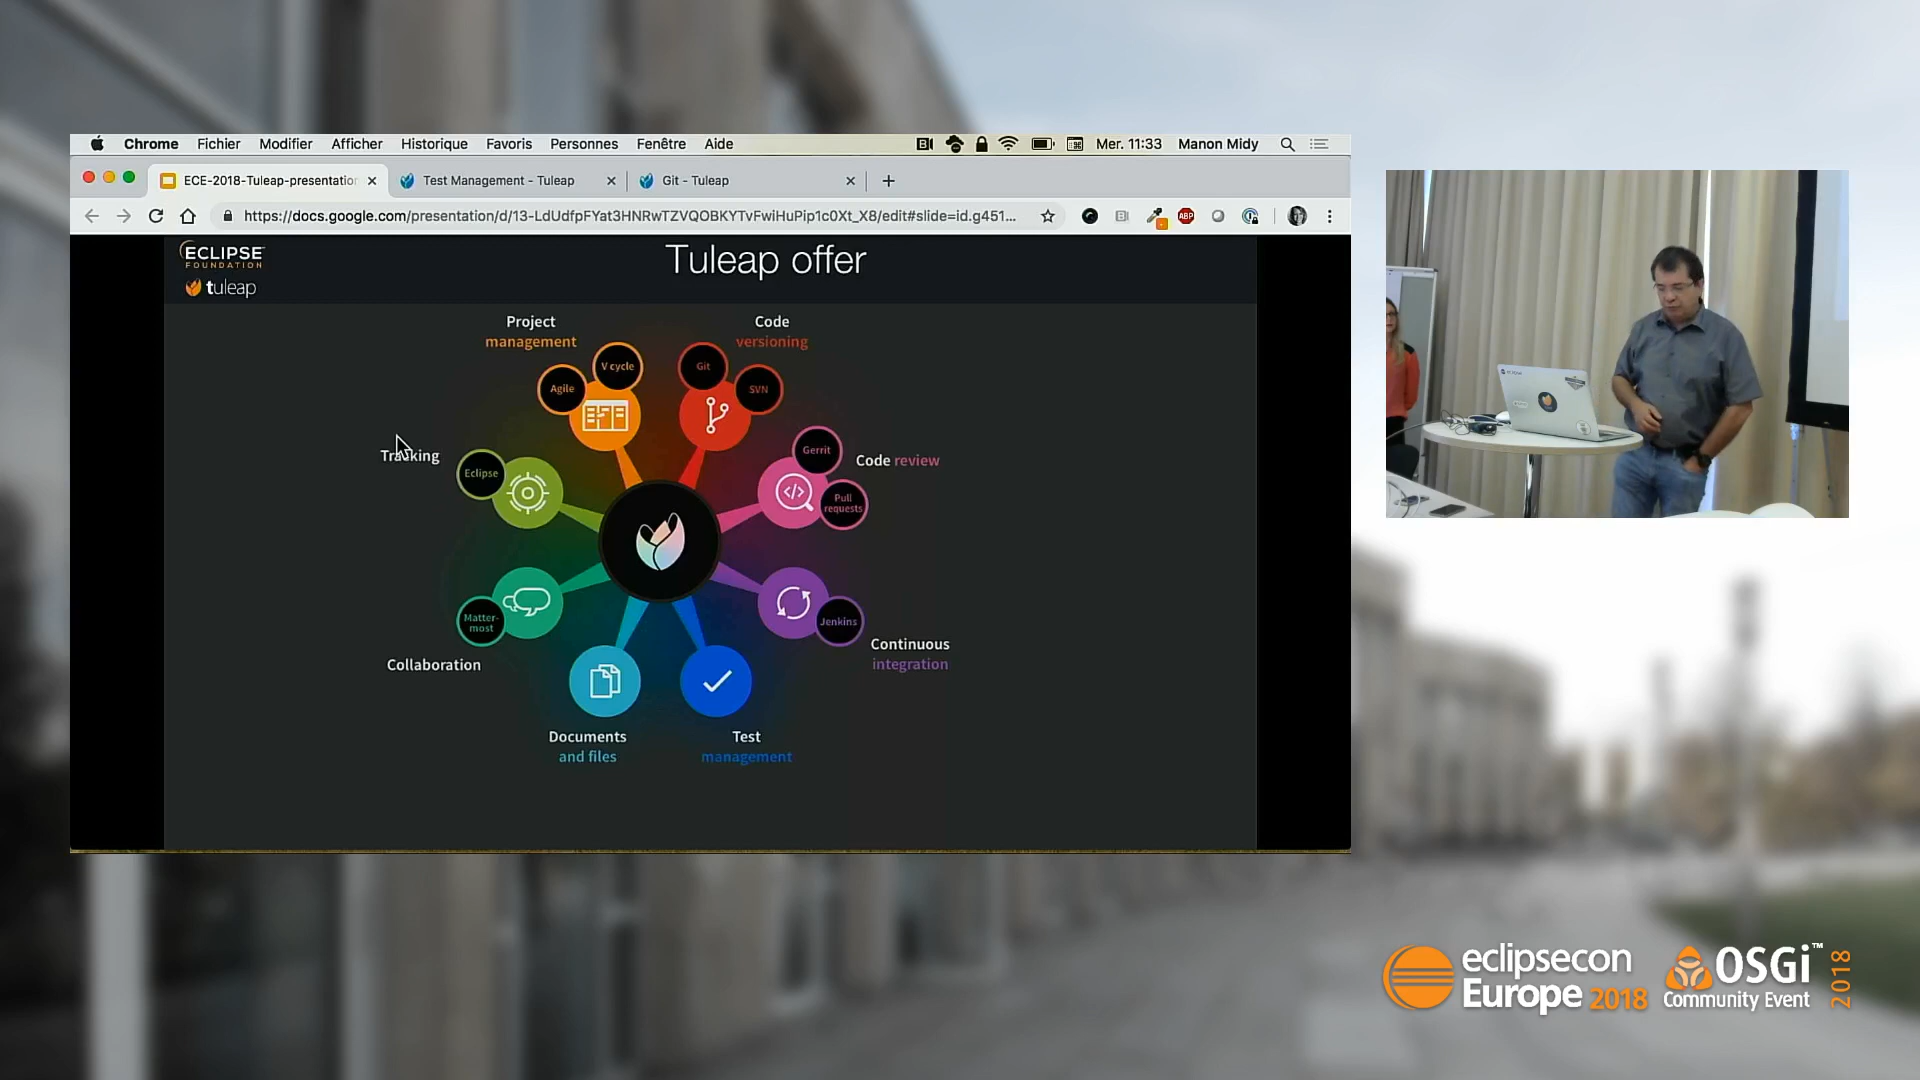 Chrome Fichier Modifier Afficher Historique Favoris Personnes Fenêtre Aide Mer. 11:33 Manon Midy
ECE-2018-Tuleap-presentation
Test Management - Tuleap
Git - Tuleap
https://docs.google.com/presentation/d/13-LdUdfpFYat3HNRwTZVQOBKYTvFwiHuPip1c0Xt_X8/edit#slide=id.g451...
ABP
ECLIPSE
FOUNDATION
tuleap
Tuleap offer
Project
management
Code
versioning
V cycle
Git
Agile
SVN
Gerrit
Code review
Tracking
Eclipse
Pull
requests
Matter-
most
Jenkins
Continuous
integration
Collaboration
Documents
and files
Test
management
eclipsecon
Europe 2018
OSGi™
Community Event
2018